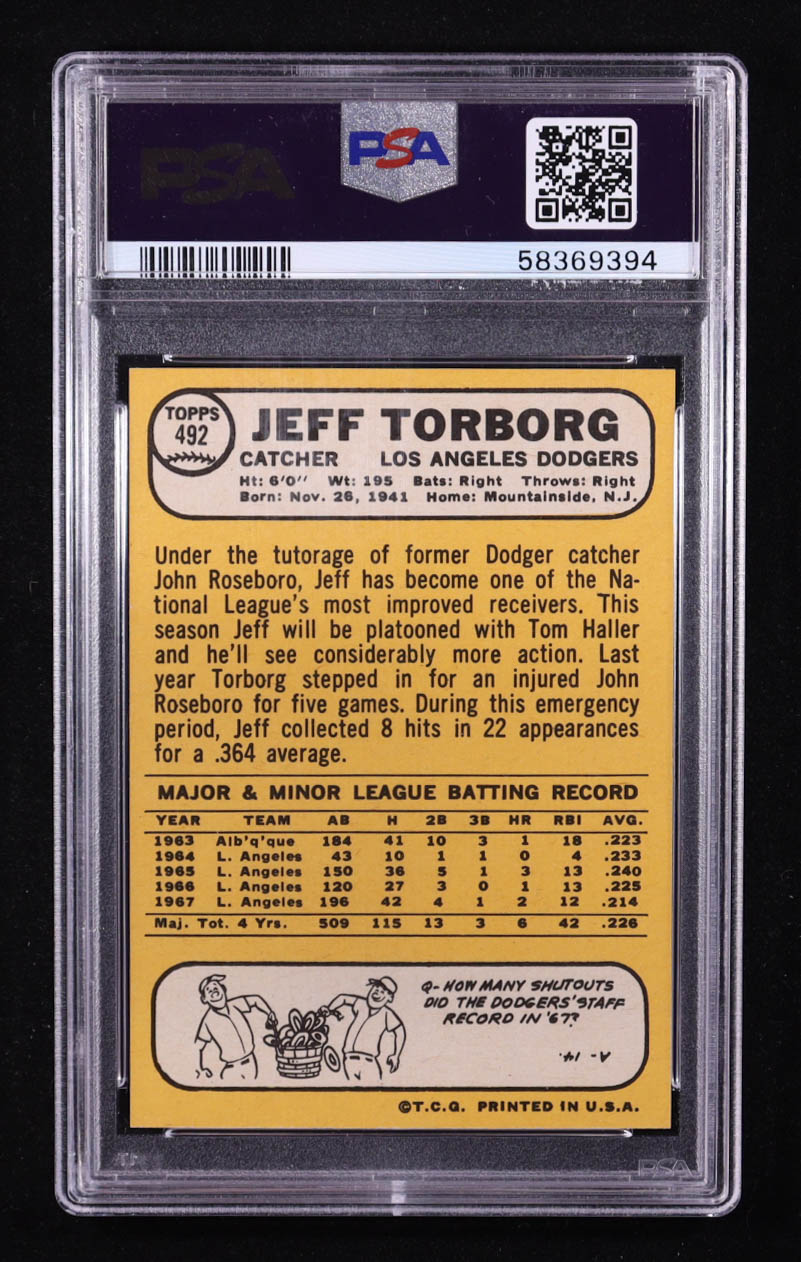 PSA PSA
58369394
TOPPS
492
JEFF TORBORG
CATCHER LOS ANGELES DODGERS
Ht: 6'0" Wt: 195 Bats: Right Throws: Right
Born: Nov. 26, 1941 Home: Mountainside, N.J.
Under the tutorage of former Dodger catcher
John Roseboro, Jeff has become one of the Na-
tional League's most improved receivers. This
season Jeff will be platooned with Tom Haller
and he'll see considerably more action. Last
year Torborg stepped in for an injured John
Roseboro for five games. During this emergency
period, Jeff collected 8 hits in 22 appearances
for a .364 average.
MAJOR & MINOR LEAGUE BATTING RECORD
YEAR TEAM AB H 2B 3B HR RBI AVG.
1963 Alb'q'que 184 41 10 3 1 18 .223
1964 L. Angeles 43 10 1 1 0 4 .233
1965 L. Angeles 150 36 5 1 3 13 .240
1966 L. Angeles 120 27 3 0 1 13 .225
1967 L. Angeles 196 42 4 1 2 12 .214
Maj. Tot. 4 Yrs. 509 115 13 3 6 42 .226
Q-HOW MANY SHUTOUTS
DID THE DODGERS' STAFF
RECORD IN '67?
A- 14.
©T.C.G. PRINTED IN U.S.A.
PSA